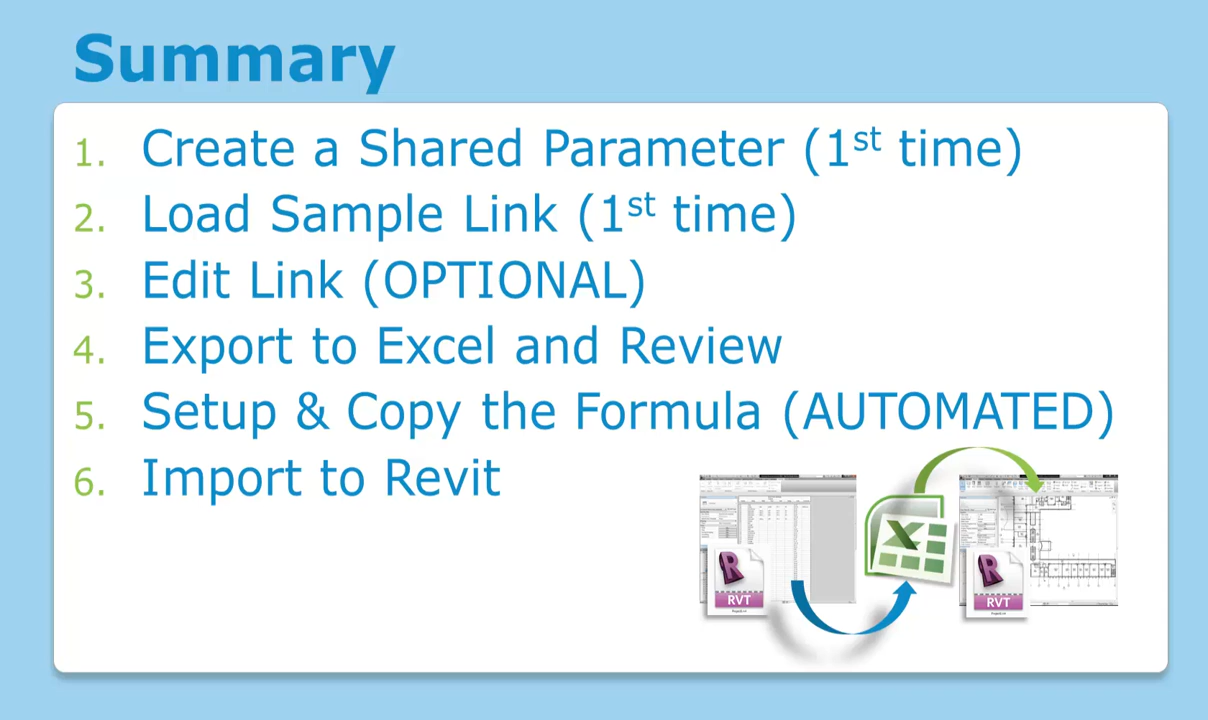 Summary
1. Create a Shared Parameter (1st time)
2. Load Sample Link (1st time)
3. Edit Link (OPTIONAL)
4. Export to Excel and Review
5. Setup & Copy the Formula (AUTOMATED)
6. Import to Revit
RVT
RVT